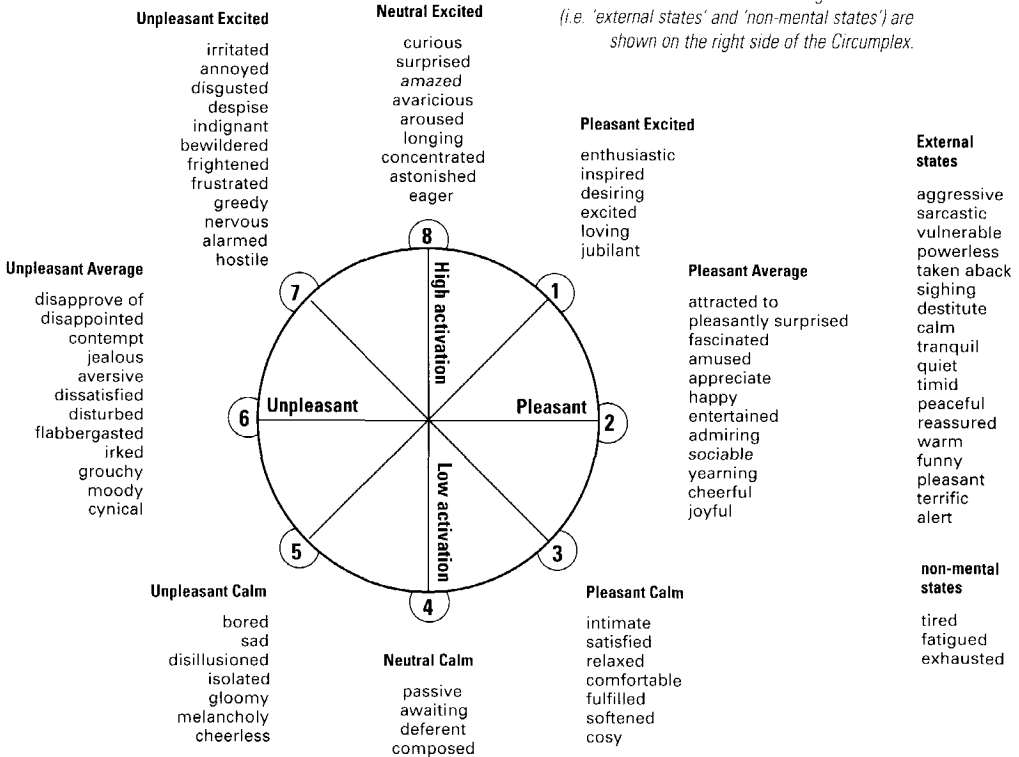 (i.e. 'external states' and 'non-mental states') are
shown on the right side of the Circumplex.
Unpleasant Excited
irritated
annoyed
disgusted
despise
indignant
bewildered
frightened
frustrated
greedy
nervous
alarmed
hostile
Neutral Excited
curious
surprised
amazed
avaricious
aroused
longing
concentrated
astonished
eager
Pleasant Excited
enthusiastic
inspired
desiring
excited
loving
jubilant
Unpleasant Average
disapprove of
disappointed
contempt
jealous
aversive
dissatisfied
disturbed
flabbergasted
irked
grouchy
moody
cynical
Pleasant Average
attracted to
pleasantly surprised
fascinated
amused
appreciate
happy
entertained
admiring
sociable
yearning
cheerful
joyful
External
states
aggressive
sarcastic
vulnerable
powerless
taken aback
sighing
destitute
calm
tranquil
quiet
timid
peaceful
reassured
warm
funny
pleasant
terrific
alert
non-mental
states
tired
fatigued
exhausted
8
7
1
High activation
6
Unpleasant
Pleasant
2
Low activation
5
3
4
Unpleasant Calm
bored
sad
disillusioned
isolated
gloomy
melancholy
cheerless
Neutral Calm
passive
awaiting
deferent
composed
Pleasant Calm
intimate
satisfied
relaxed
comfortable
fulfilled
softened
cosy